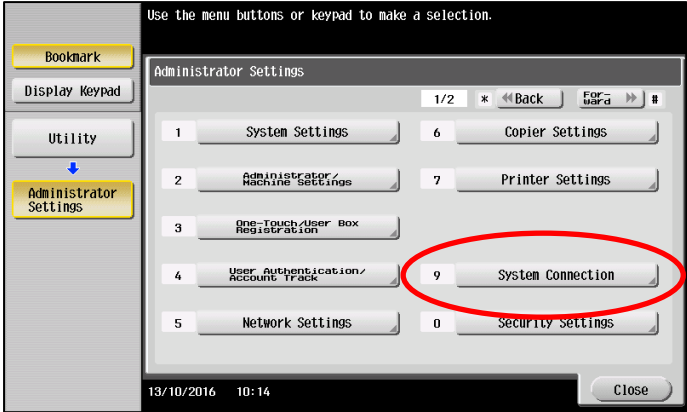 Use the menu buttons or keypad to make a selection.
Bookmark
Display Keypad
Utility
Administrator
Settings
Administrator Settings
1/2 * Back For-
ward #
1 System Settings
2 Administrator/
Machine Settings
3 One-Touch/User Box
Registration
4 User Authentication/
Account Track
5 Network Settings
6 Copier Settings
7 Printer Settings
9 System Connection
0 Security Settings
13/10/2016 10:14
Close